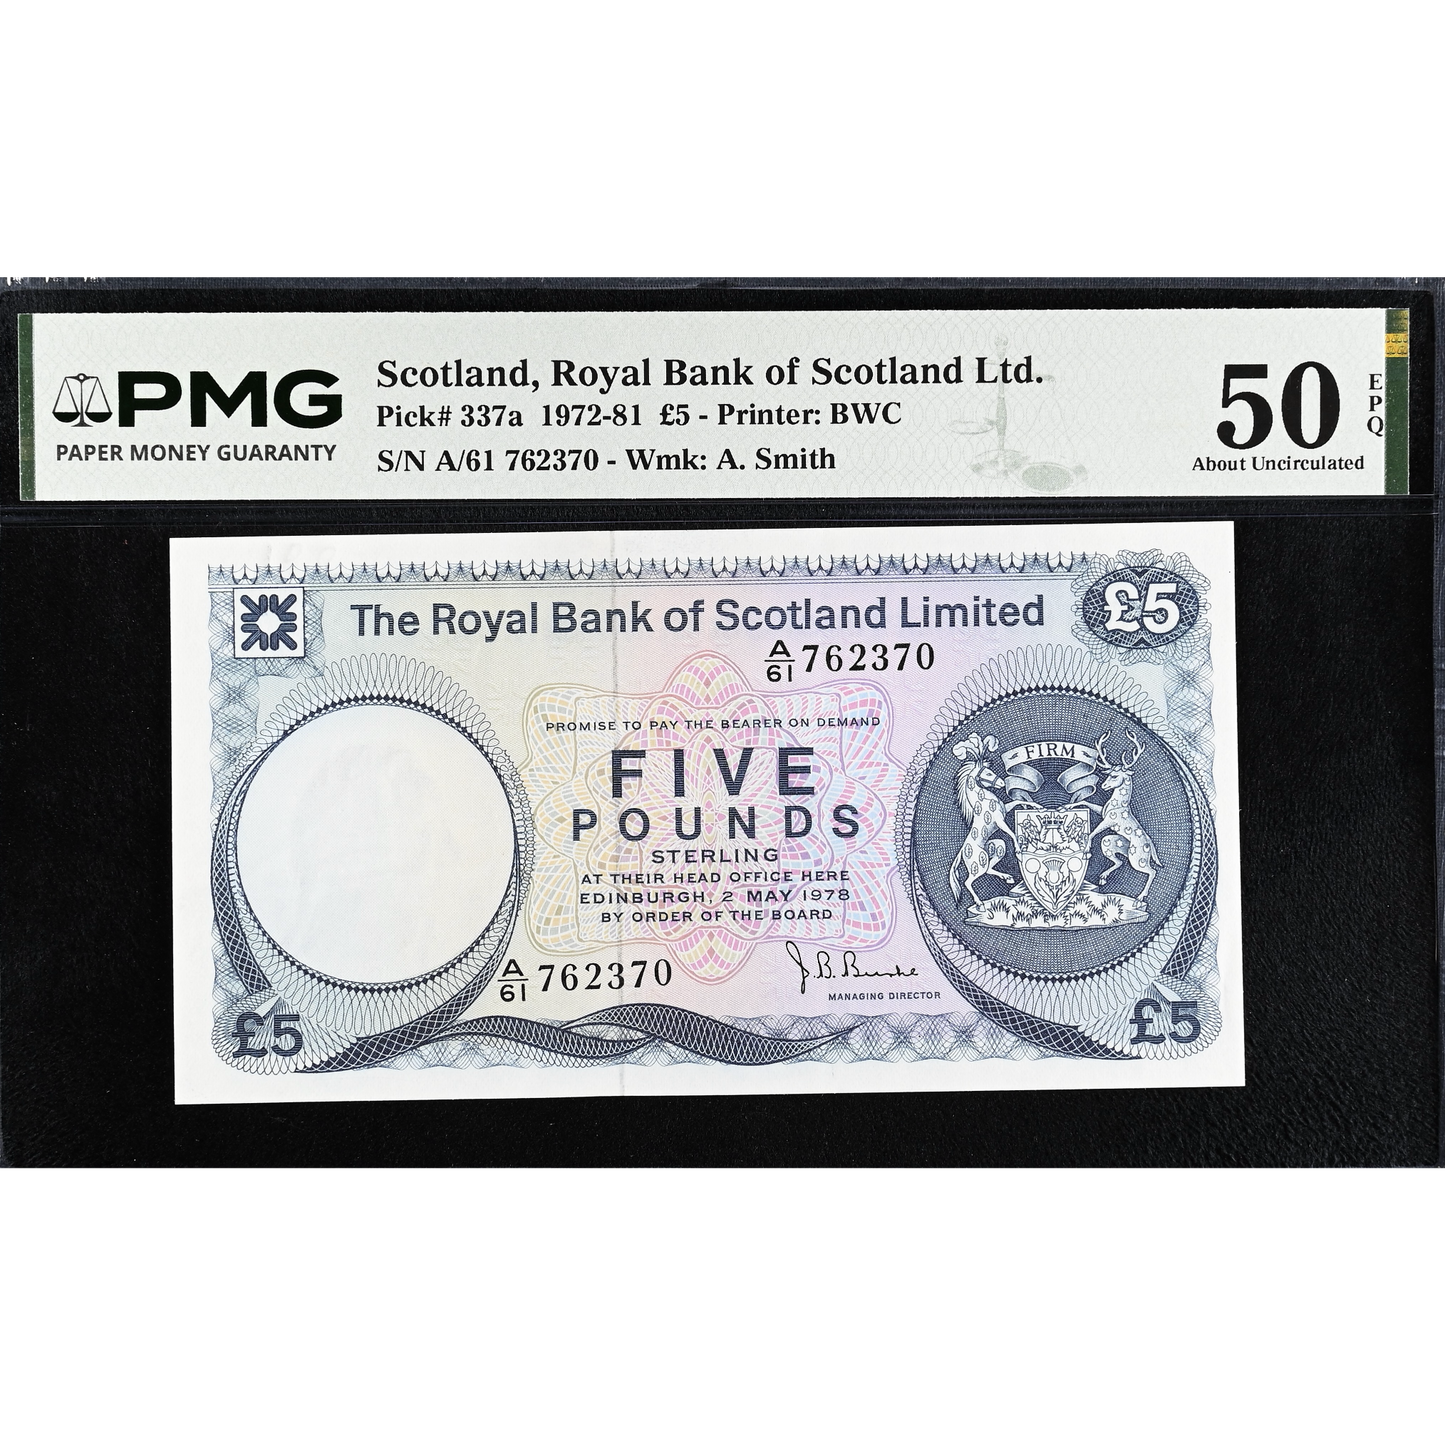 PMG
PAPER MONEY GUARANTY
Scotland, Royal Bank of Scotland Ltd.
Pick# 337a 1972-81 £5 - Printer: BWC
S/N A/61 762370 - Wmk: A. Smith
50
EPQ
About Uncirculated
The Royal Bank of Scotland Limited
£5
A/61 762370
PROMISE TO PAY THE BEARER ON DEMAND
FIVE
POUNDS
STERLING
AT THEIR HEAD OFFICE HERE
EDINBURGH, 2 MAY 1978
BY ORDER OF THE BOARD
FIRM
A/61 762370
J. B. Burke
MANAGING DIRECTOR
£5
£5